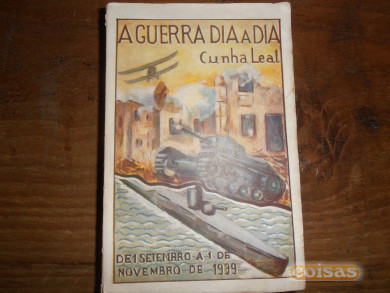 A GUERRA DIA A DIA
Cunha Leal
DE 1 SETEMBRO A 1 DE
NOVEMBRO DE 1939
coisas